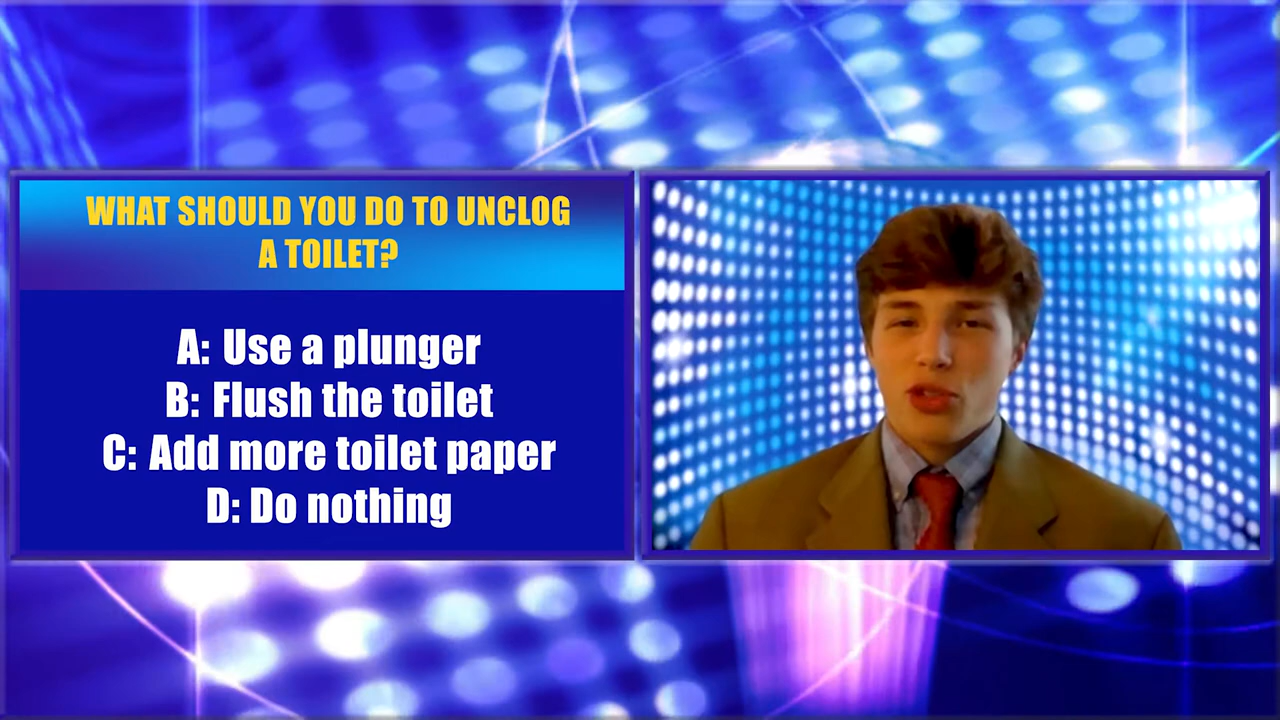 WHAT SHOULD YOU DO TO UNCLOG
A TOILET?
A: Use a plunger
B: Flush the toilet
C: Add more toilet paper
D: Do nothing